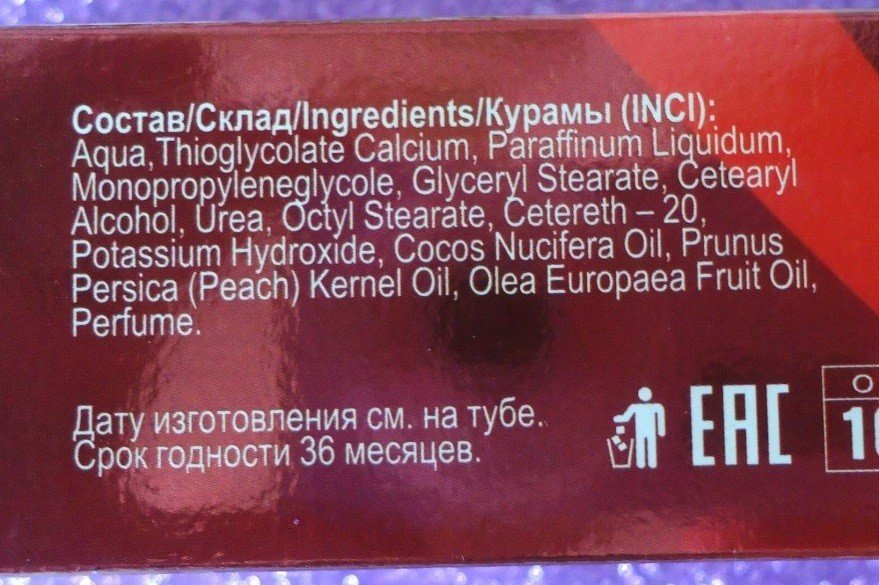 Состав/Склад/Ingredients/Курамы (INCI):
Aqua,Thioglycolate Calcium, Paraffinum Liquidum,
Monopropyleneglycole, Glyceryl Stearate, Cetearyl
Alcohol, Urea, Octyl Stearate, Cetereth – 20,
Potassium Hydroxide, Cocos Nucifera Oil, Prunus
Persica (Peach) Kernel Oil, Olea Europaea Fruit Oil,
Perfume.
Дату изготовления см. на тубе.
Срок годности 36 месяцев.
EAC